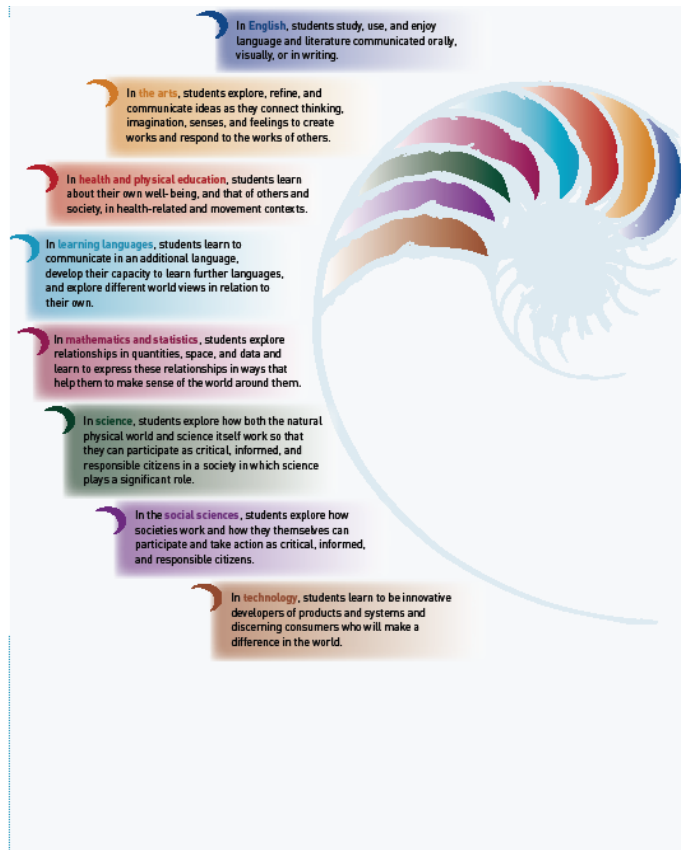 In English, students study, use, and enjoy
language and literature communicated orally,
visually, or in writing.
In the arts, students explore, refine, and
communicate ideas as they connect thinking,
imagination, senses, and feelings to create
works and respond to the works of others.
In health and physical education, students learn
about their own well-being, and that of others and
society, in health-related and movement contexts.
In learning languages, students learn to
communicate in an additional language,
develop their capacity to learn further languages,
and explore different world views in relation to
their own.
In mathematics and statistics, students explore
relationships in quantities, space, and data and
learn to express these relationships in ways that
help them to make sense of the world around them.
In science, students explore how both the natural
physical world and science itself work so that
they can participate as critical, informed, and
responsible citizens in a society in which science
plays a significant role.
In the social sciences, students explore how
societies work and how they themselves can
participate and take action as critical, informed,
and responsible citizens.
In technology, students learn to be innovative
developers of products and systems and
discerning consumers who will make a
difference in the world.